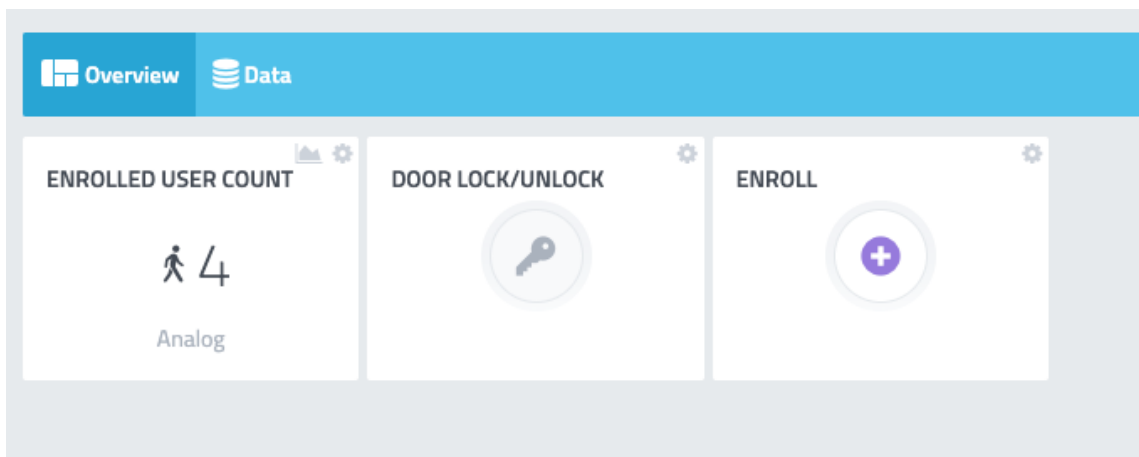 Overview Data
ENROLLED USER COUNT
4
Analog
DOOR LOCK/UNLOCK
ENROLL